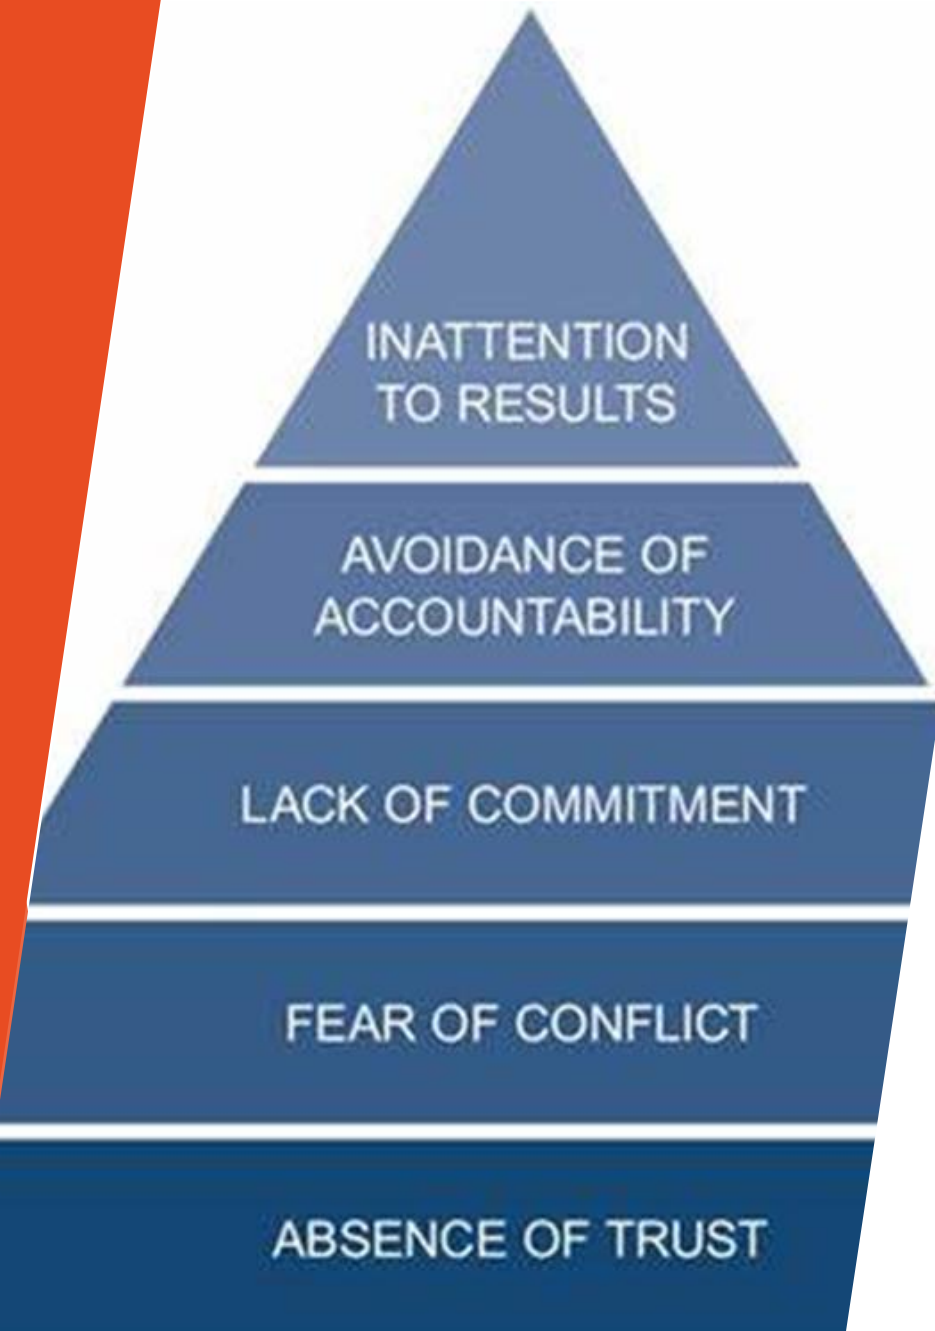 INATTENTION
TO RESULTS
AVOIDANCE OF
ACCOUNTABILITY
LACK OF COMMITMENT
FEAR OF CONFLICT
ABSENCE OF TRUST